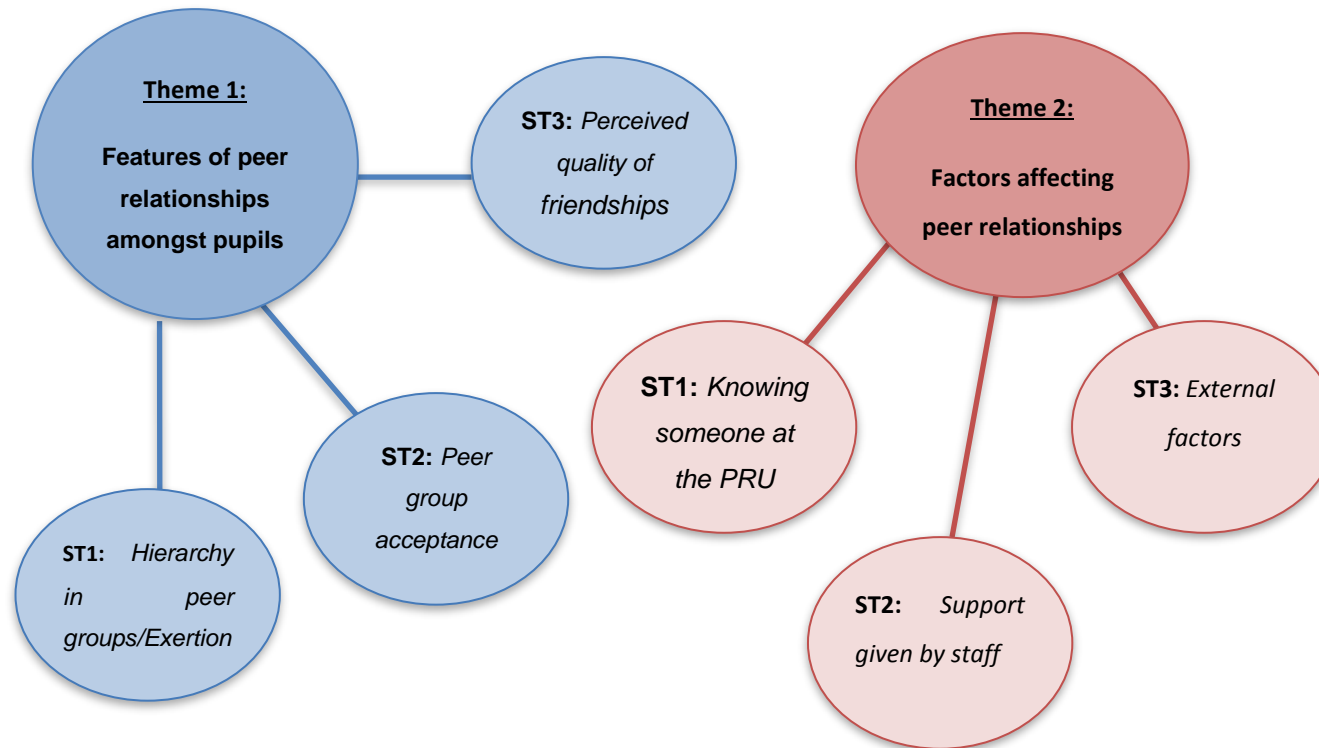 Theme 1:
Features of peer
relationships
amongst pupils
ST3: Perceived
quality of
friendships
ST2: Peer
group
acceptance
ST1: Hierarchy
in peer
groups/Exertion
Theme 2:
Factors affecting
peer relationships
ST1: Knowing
someone at
the PRU
ST2: Support
given by staff
ST3: External
factors